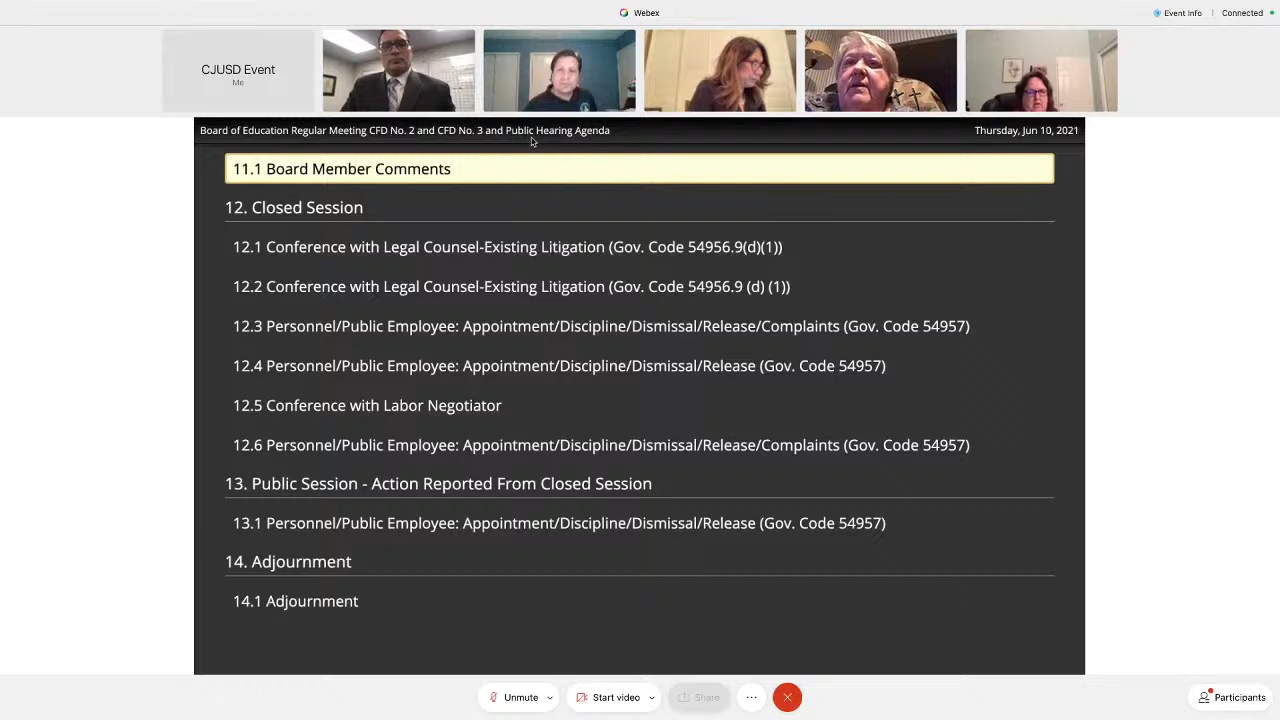 Webex
Event Info
Connected
CJUSD Event
Me
Board of Education Regular Meeting CFD No. 2 and CFD No. 3 and Public Hearing Agenda
Thursday, Jun 10, 2021
11.1 Board Member Comments
12. Closed Session
12.1 Conference with Legal Counsel-Existing Litigation (Gov. Code 54956.9(d)(1))
12.2 Conference with Legal Counsel-Existing Litigation (Gov. Code 54956.9 (d) (1))
12.3 Personnel/Public Employee: Appointment/Discipline/Dismissal/Release/Complaints (Gov. Code 54957)
12.4 Personnel/Public Employee: Appointment/Discipline/Dismissal/Release (Gov. Code 54957)
12.5 Conference with Labor Negotiator
12.6 Personnel/Public Employee: Appointment/Discipline/Dismissal/Release/Complaints (Gov. Code 54957)
13. Public Session - Action Reported From Closed Session
13.1 Personnel/Public Employee: Appointment/Discipline/Dismissal/Release (Gov. Code 54957)
14. Adjournment
14.1 Adjournment
Unmute
Start video
Share
Participants